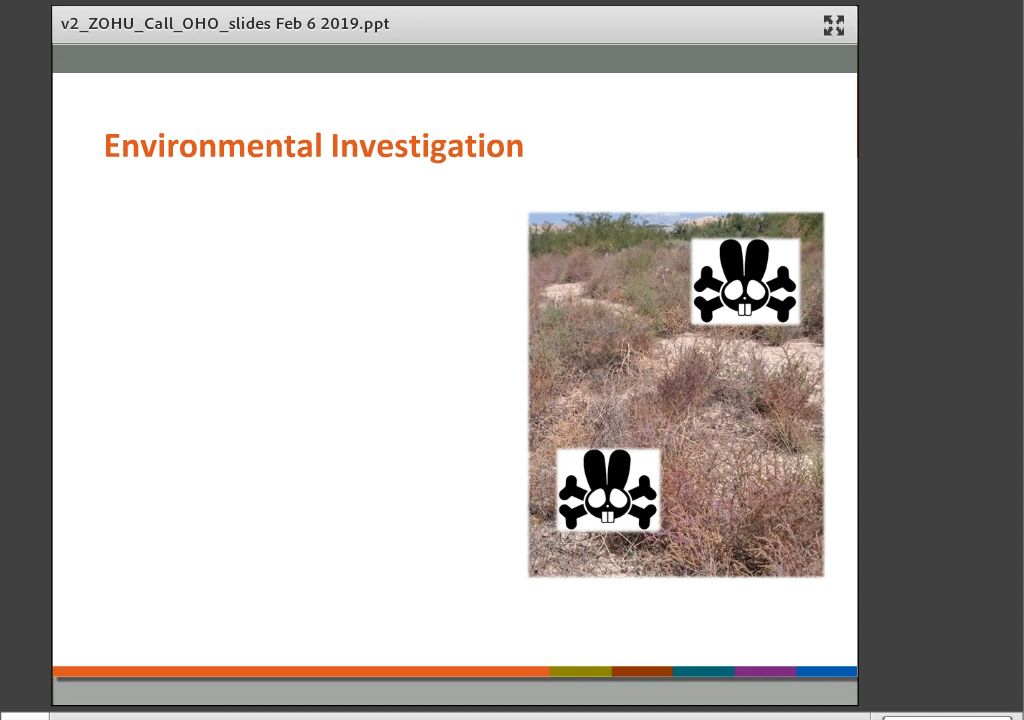 v2_ZOHU_Call_OHO_slides Feb 6 2019.ppt
Environmental Investigation